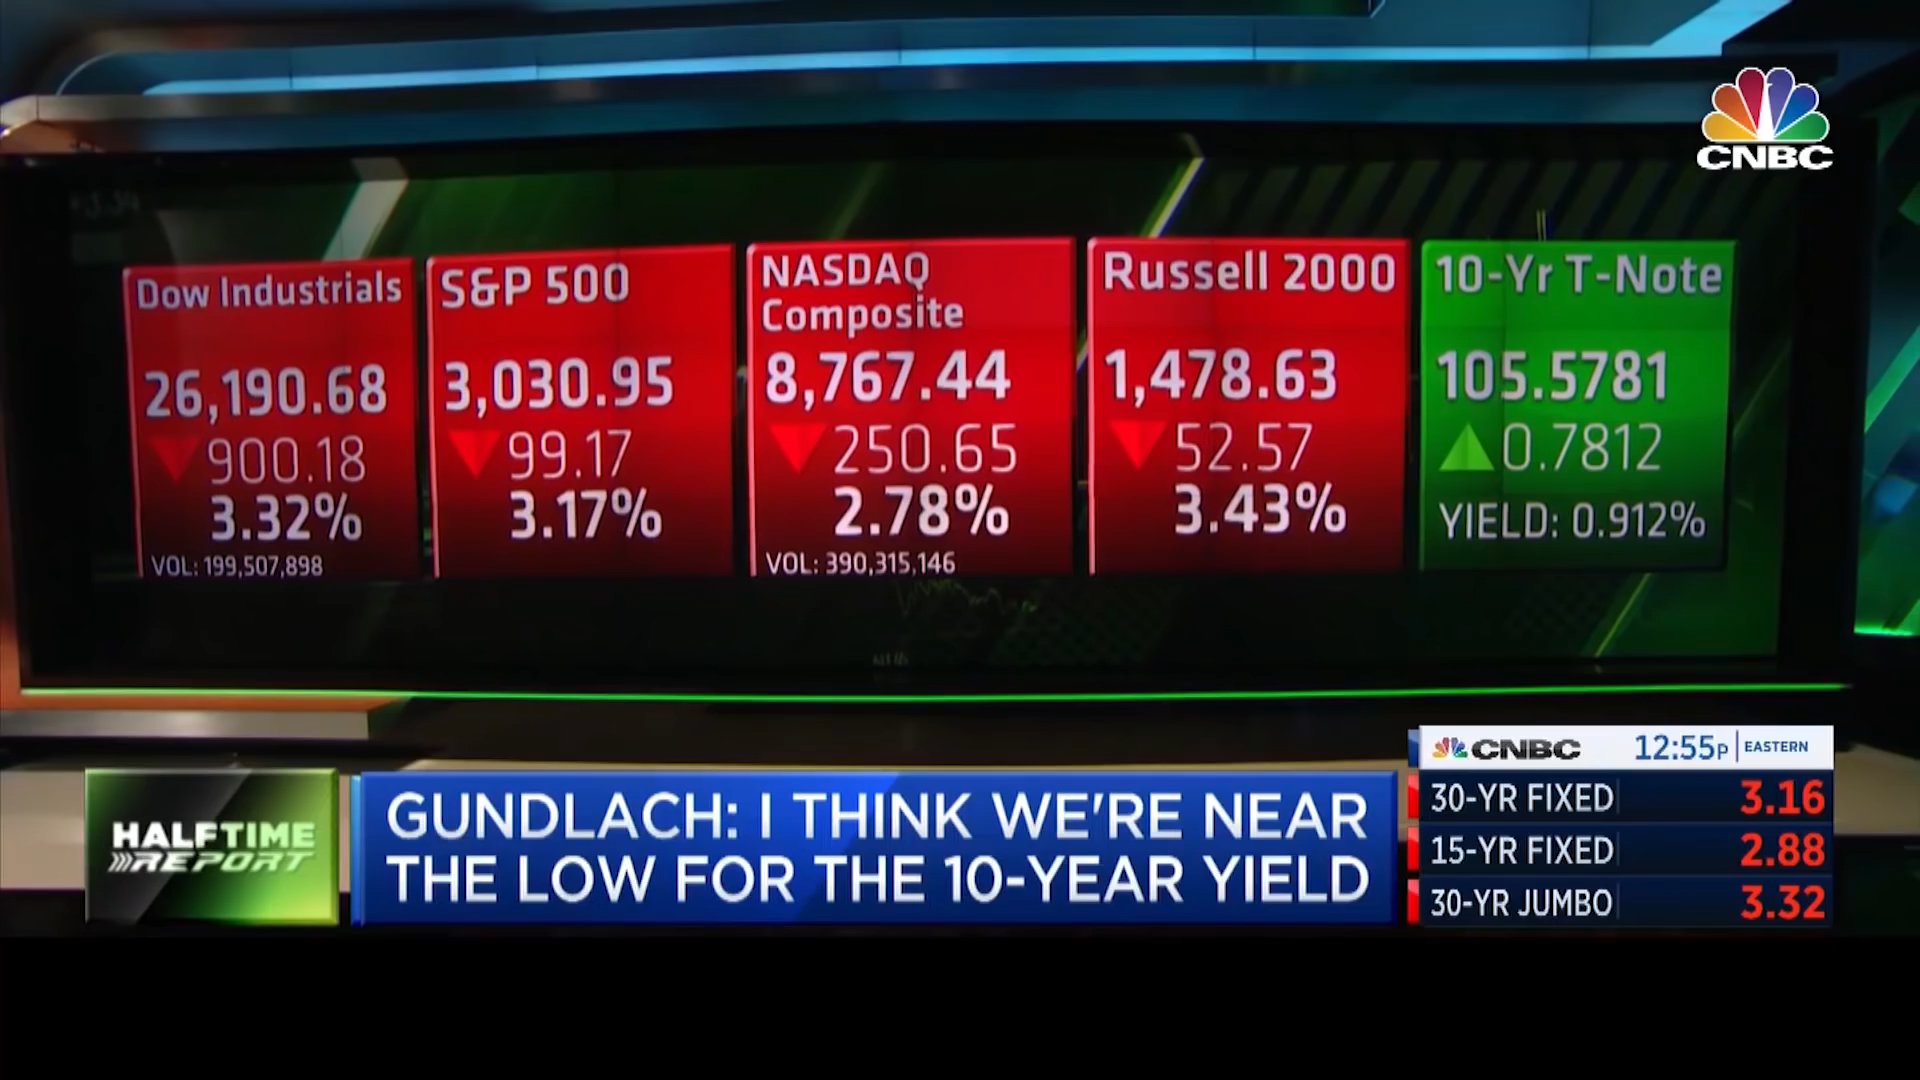 CNBC
Dow Industrials
26,190.68
900.18
3.32%
VOL: 199,507,898
S&P 500
3,030.95
99.17
3.17%
NASDAQ
Composite
8,767.44
250.65
2.78%
VOL: 390,315,146
Russell 2000
1,478.63
52.57
3.43%
10-Yr T-Note
105.5781
0.7812
YIELD: 0.912%
HALFTIME
REPORT
GUNDLACH: I THINK WE'RE NEAR
THE LOW FOR THE 10-YEAR YIELD
CNBC 12:55P EASTERN
30-YR FIXED 3.16
15-YR FIXED 2.88
30-YR JUMBO 3.32